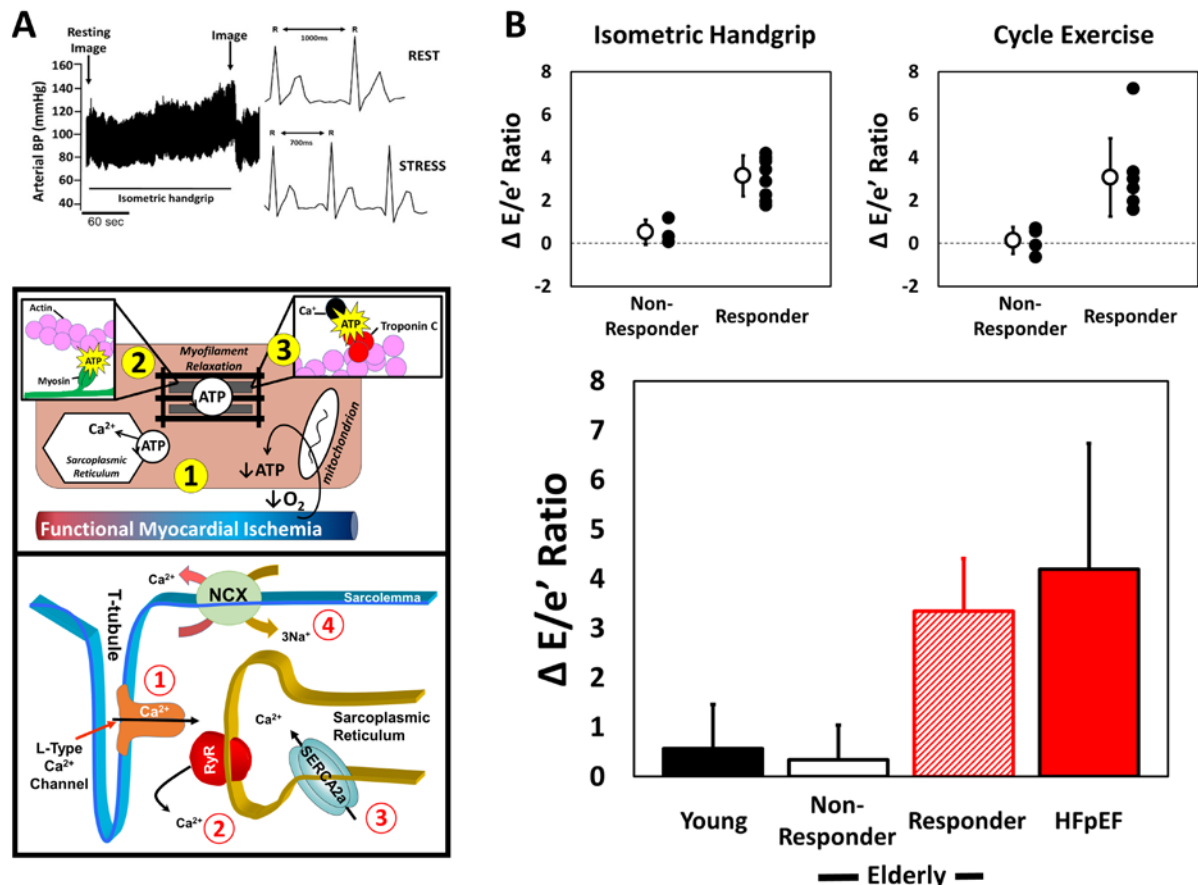 A
Resting
Image
Image
160
140
120
100
80
60
40
Arterial BP (mmHg)
Isometric handgrip
60 sec
R
R
1000ms
REST
R
R
700ms
STRESS
Actin
ATP
Myosin
2
Myofilament
Relaxation
ATP
3
Ca⁺
ATP
Troponin C
Ca²⁺
ATP
Sarcoplasmic
Reticulum
1
↓ATP
mitochondrion
↓O₂
Functional Myocardial Ischemia
T-tubule
Ca²⁺
NCX
Sarcolemma
3Na⁺
4
1
Ca²⁺
L-Type
Ca²⁺
Channel
RyR
Ca²⁺
2
Ca²⁺
Sarcoplasmic
Reticulum
SERCA2a
3
B
Isometric Handgrip
Δ E/e' Ratio
8
6
4
2
0
-2
Non-
Responder
Responder
Cycle Exercise
Δ E/e' Ratio
8
6
4
2
0
-2
Non-
Responder
Responder
Δ E/e' Ratio
8
7
6
5
4
3
2
1
0
Young
Non-
Responder
Responder
HFpEF
Elderly